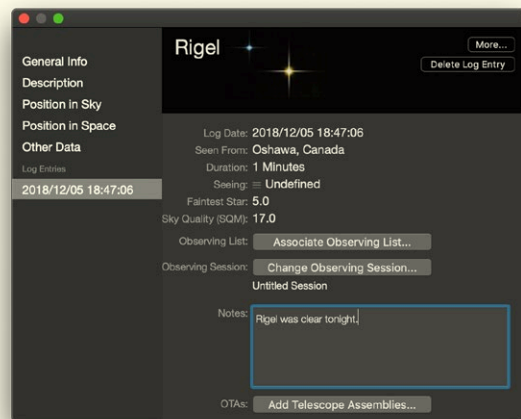 General Info
Description
Position in Sky
Position in Space
Other Data
Log Entries
2018/12/05 18:47:06
Rigel
More...
Delete Log Entry
Log Date: 2018/12/05 18:47:06
Seen From: Oshawa, Canada
Duration: 1 Minutes
Seeing: Undefined
Faintest Star: 5.0
Sky Quality (SQM): 17.0
Observing List: Associate Observing List...
Observing Session: Change Observing Session...
Untitled Session
Notes: Rigel was clear tonight.
OTAs: Add Telescope Assemblies...